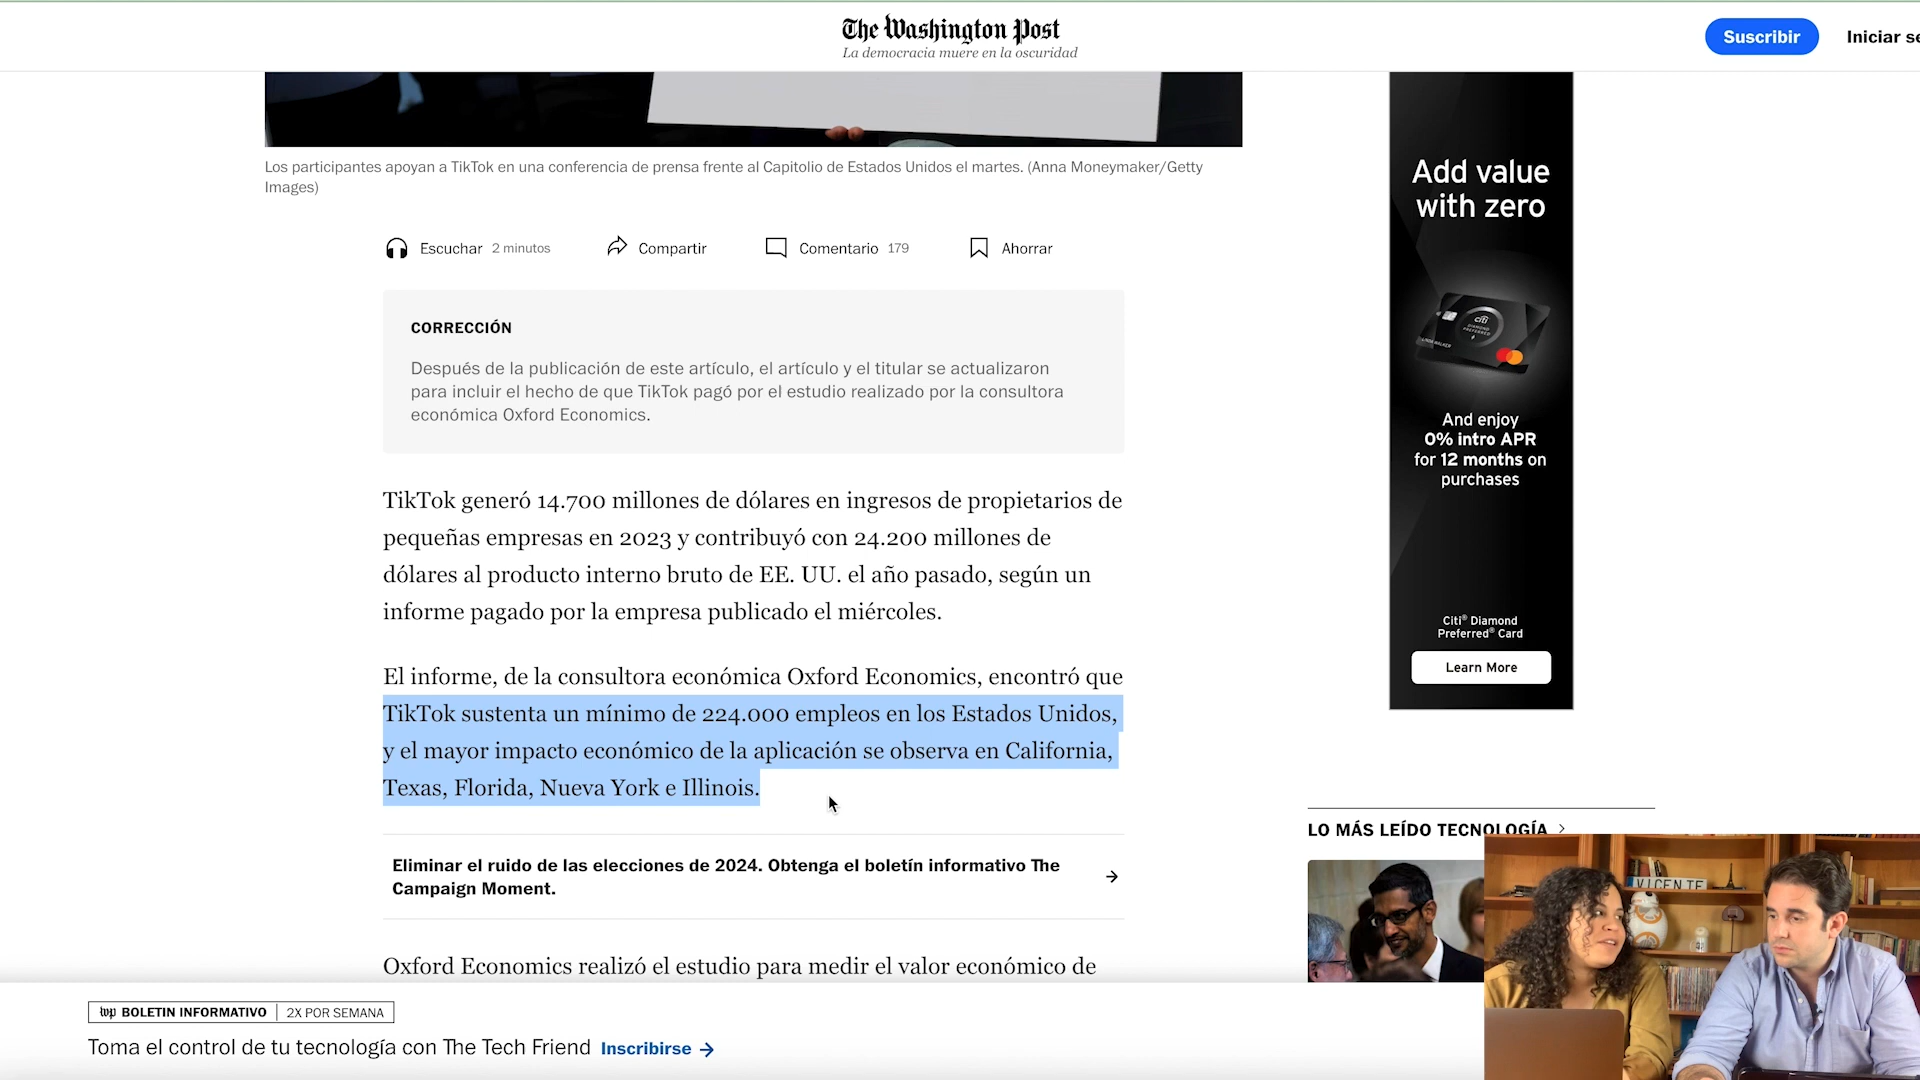 The Washington Post
La democracia muere en la oscuridad
Suscribir
Iniciar se
Los participantes apoyan a TikTok en una conferencia de prensa frente al Capitolio de Estados Unidos el martes. (Anna Moneymaker/Getty
Images)
Escuchar 2 minutos
Compartir
Comentario 179
Ahorrar
CORRECCIÓN
Después de la publicación de este artículo, el artículo y el titular se actualizaron
para incluir el hecho de que TikTok pagó por el estudio realizado por la consultora
económica Oxford Economics.
TikTok generó 14.700 millones de dólares en ingresos de propietarios de
pequeñas empresas en 2023 y contribuyó con 24.200 millones de
dólares al producto interno bruto de EE. UU. el año pasado, según un
informe pagado por la empresa publicado el miércoles.
El informe, de la consultora económica Oxford Economics, encontró que
TikTok sustenta un mínimo de 224.000 empleos en los Estados Unidos,
y el mayor impacto económico de la aplicación se observa en California,
Texas, Florida, Nueva York e Illinois.
Eliminar el ruido de las elecciones de 2024. Obtenga el boletín informativo The
Campaign Moment.
Oxford Economics realizó el estudio para medir el valor económico de
Add value
with zero
citi
DIAMOND
PREFERRED
LINDA WALKER
And enjoy
0% intro APR
for 12 months on
purchases
Citi® Diamond
Preferred® Card
Learn More
LO MÁS LEÍDO TECNOLOGÍA
VICENTE
wp BOLETIN INFORMATIVO 2X POR SEMANA
Toma el control de tu tecnología con The Tech Friend Inscribirse